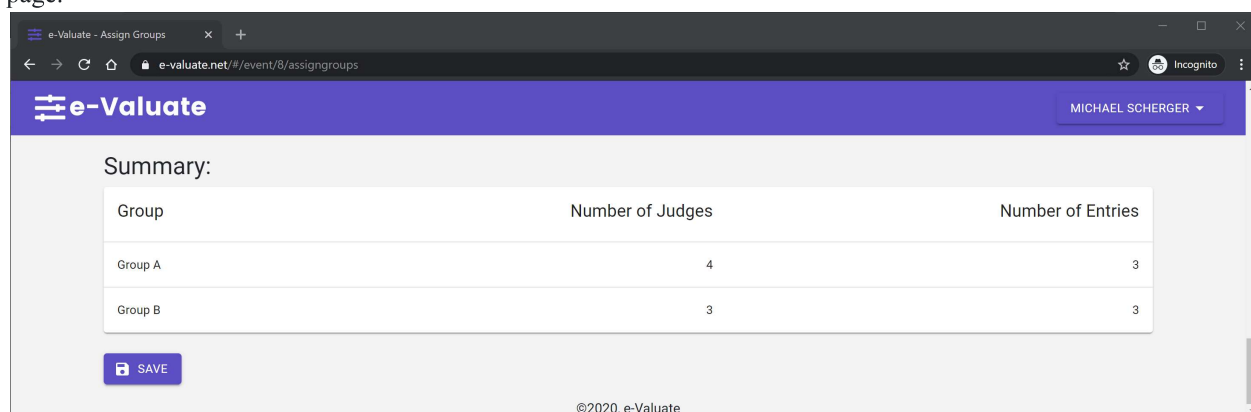 page.
e-Valuate - Assign Groups
e-valuate.net/#/event/8/assigngroups Incognito
e-Valuate MICHAEL SCHERGER
Summary:
Group Number of Judges Number of Entries
Group A 4 3
Group B 3 3
SAVE
©2020, e-Valuate